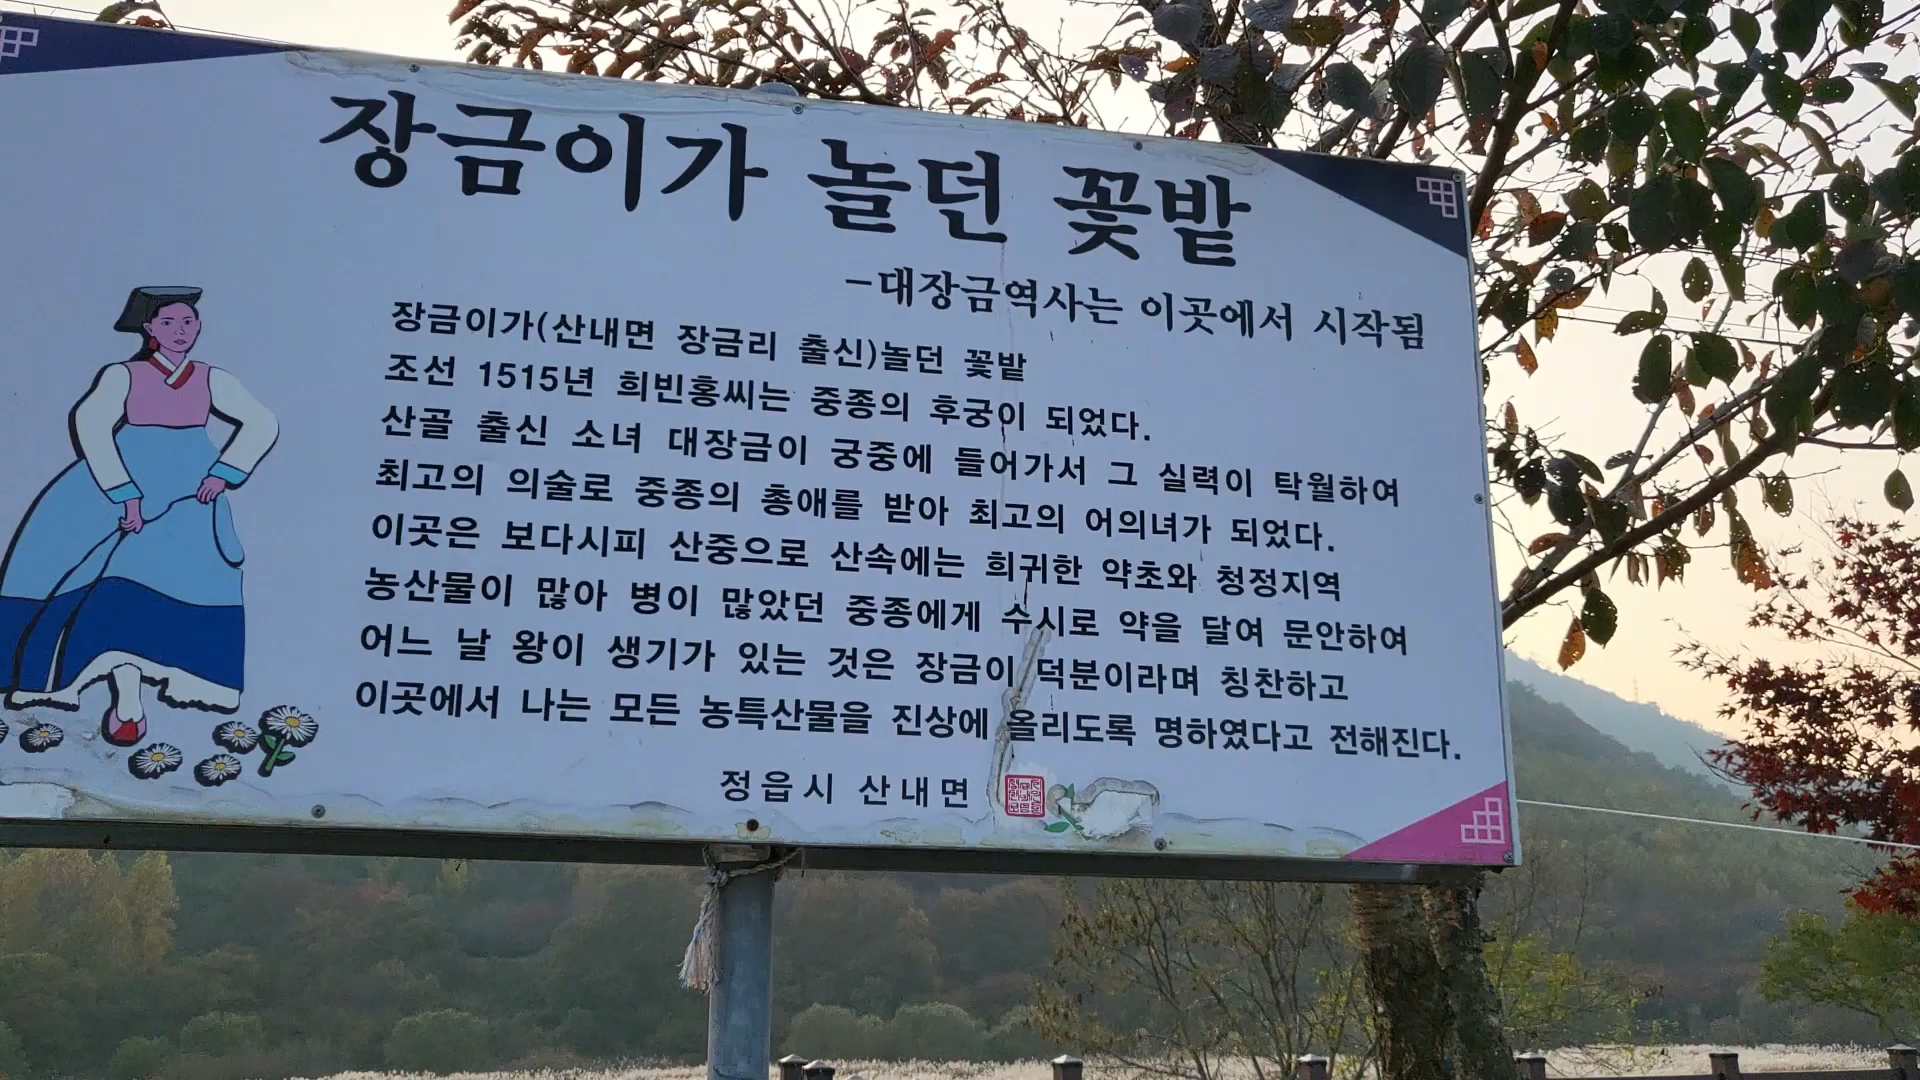 장금이가 놀던 꽃밭
-대장금역사는 이곳에서 시작됨
장금이가(산내면 장금리 출신)놀던 꽃밭
조선 1515년 희빈홍씨는 중종의 후궁이 되었다.
산골 출신 소녀 대장금이 궁중에 들어가서 그 실력이 탁월하여
최고의 의술로 중종의 총애를 받아 최고의 어의녀가 되었다.
이곳은 보다시피 산중으로 산속에는 희귀한 약초와 청정지역
농산물이 많아 병이 많았던 중종에게 수시로 약을 달여 문안하여
어느 날 왕이 생기가 있는 것은 장금이 덕분이라며 칭찬하고
이곳에서 나는 모든 농특산물을 진상에 올리도록 명하였다고 전해진다.
정읍시 산내면